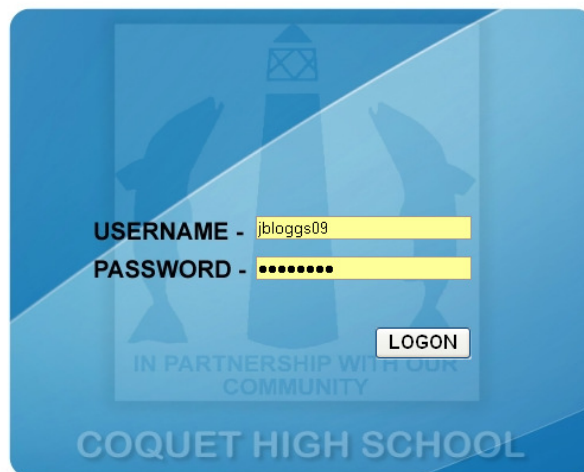 USERNAME - jbloggs09
PASSWORD - ••••••••
LOGON
IN PARTNERSHIP WITH OUR
COMMUNITY
COQUET HIGH SCHOOL